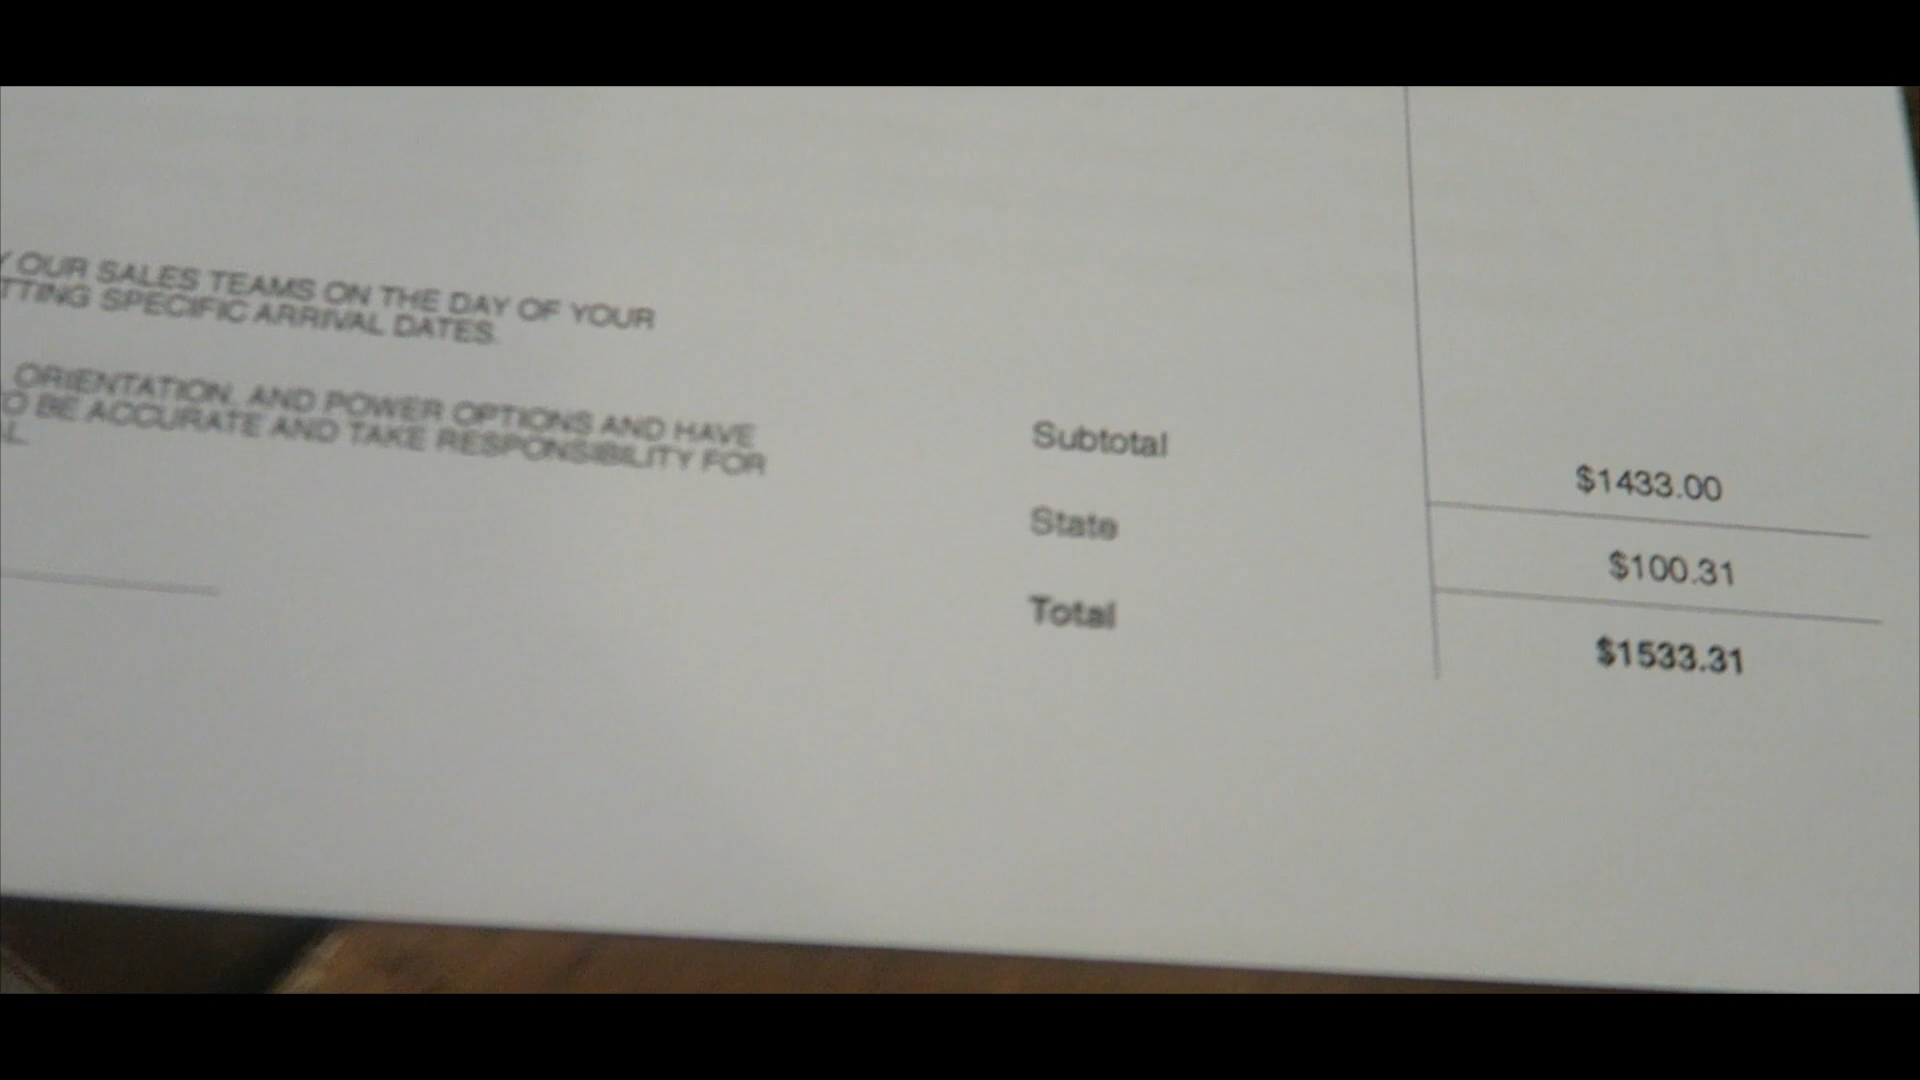 Y OUR SALES TEAMS ON THE DAY OF YOUR
TTING SPECIFIC ARRIVAL DATES.
ORIENTATION, AND POWER OPTIONS AND HAVE
O BE ACCURATE AND TAKE RESPONSIBILITY FOR
L
Subtotal $1433.00
State $100.31
Total $1533.31